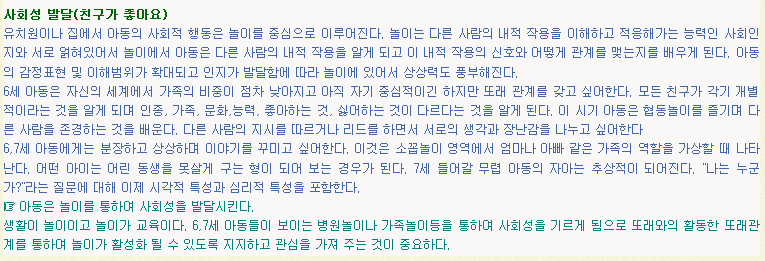 사회성 발달(친구가 좋아요)
유치원이나 집에서 아동의 사회적 행동은 놀이를 중심으로 이루어진다. 놀이는 다른 사람의 내적 작용을 이해하고 적응해가는 능력인 사회인
지와 서로 얽혀있어서 놀이에서 아동은 다른 사람의 내적 작용을 알게 되고 이 내적 작용의 신호와 어떻게 관계를 맺는지를 배우게 된다. 아동
의 감정표현 및 이해범위가 확대되고 인지가 발달함에 따라 놀이에 있어서 상상력도 풍부해진다.
6세 아동은 자신의 세계에서 가족의 비중이 점차 낮아지고 아직 자기 중심적이긴 하지만 또래 관계를 갖고 싶어한다. 모든 친구가 각기 개별
적이라는 것을 알게 되며 인종, 가족, 문화,능력, 좋아하는 것, 싫어하는 것이 다르다는 것을 알게 된다. 이 시기 아동은 협동놀이를 즐기며 다
른 사람을 존경하는 것을 배운다. 다른 사람의 지시를 따르거나 리드를 하면서 서로의 생각과 장난감을 나누고 싶어한다
6,7세 아동에게는 분장하고 상상하며 이야기를 꾸미고 싶어한다. 이것은 소꿉놀이 영역에서 엄마나 아빠 같은 가족의 역할을 가상할 때 나타
난다. 어떤 아이는 어린 동생을 못살게 구는 형이 되어 보는 경우가 된다. 7세 들어갈 무렵 아동의 자아는 추상적이 되어진다. "나는 누군
가?"라는 질문에 대해 이제 시각적 특성과 심리적 특성을 포함한다.
☞ 아동은 놀이를 통하여 사회성을 발달시킨다.
생활이 놀이이고 놀이가 교육이다. 6,7세 아동들이 보이는 병원놀이나 가족놀이등을 통하여 사회성을 기르게 됨으로 또래와의 활동한 또래관
계를 통하여 놀이가 활성화 될 수 있도록 지지하고 관심을 가져 주는 것이 중요하다.